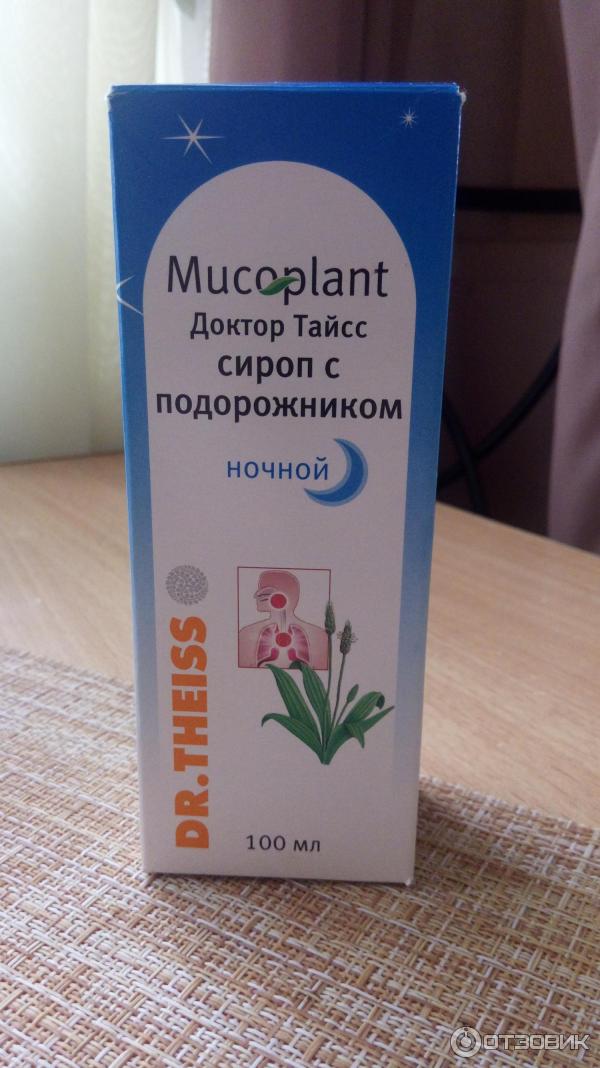 Mucoplant
Доктор Тайсс
сироп с
подорожником
ночной
DR.THEISS
100 мл
ОТЗОВИК